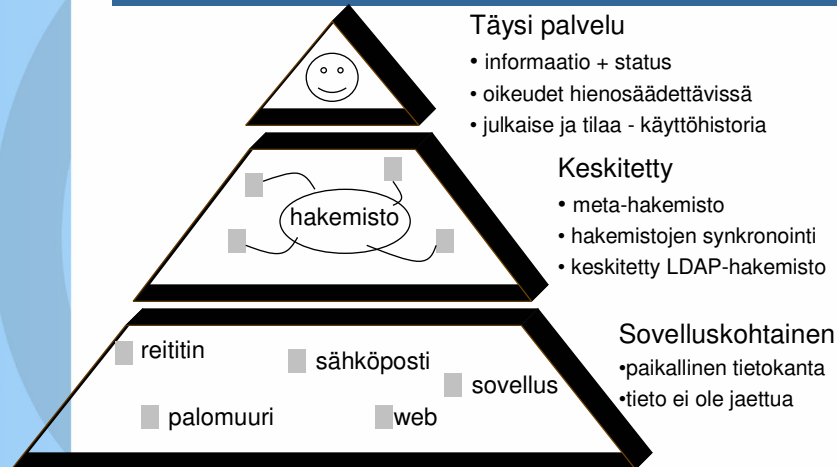 Täysi palvelu
• informaatio + status
• oikeudet hienosäädettävissä
• julkaise ja tilaa - käyttöhistoria
Keskitetty
• meta-hakemisto
• hakemistojen synkronointi
• keskitetty LDAP-hakemisto
hakemisto
Sovelluskohtainen
•paikallinen tietokanta
•tieto ei ole jaettua
reititin
sähköposti
sovellus
palomuuri
web